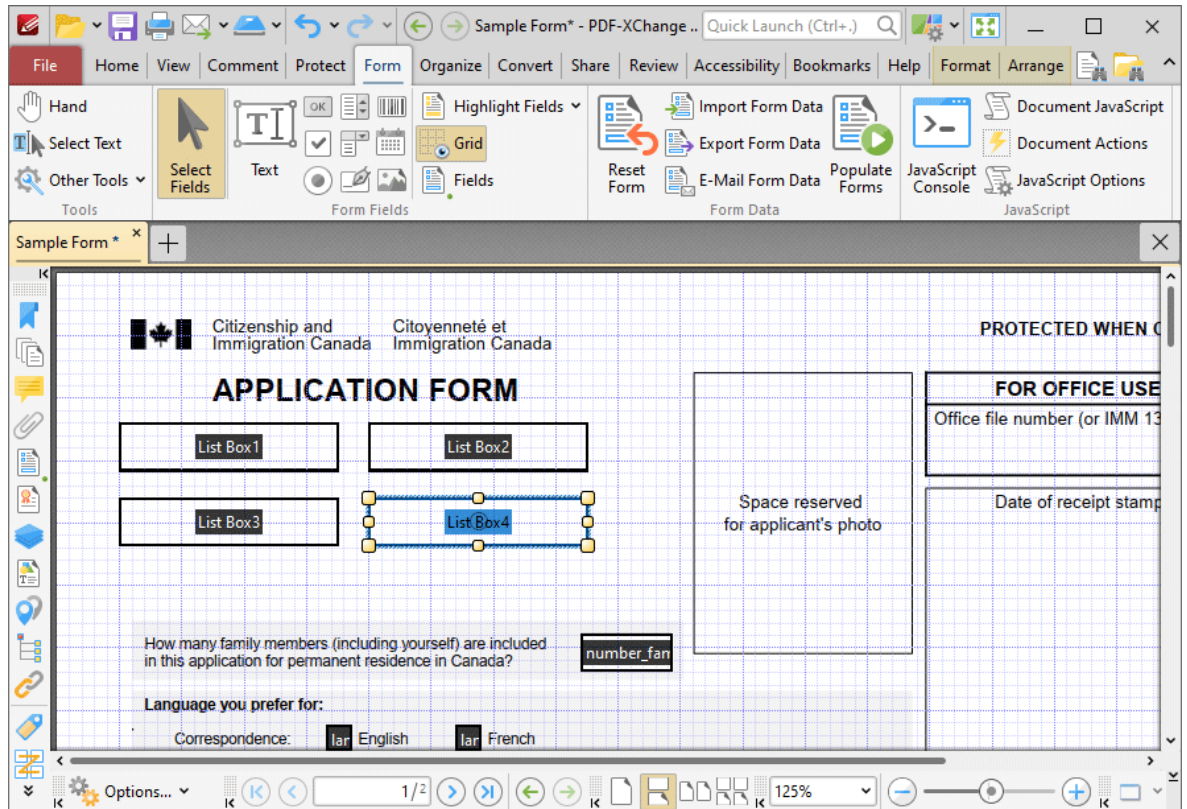 Sample Form* - PDF-XChange ..
Quick Launch (Ctrl+.)
File Home View Comment Protect Form Organize Convert Share Review Accessibility Bookmarks Help Format Arrange
Hand
Select Text
Other Tools
Tools
Select Fields
Text
OK
Highlight Fields
Grid
Fields
Form Fields
Reset Form
Import Form Data
Export Form Data
E-Mail Form Data
Populate Forms
Form Data
JavaScript Console
Document JavaScript
Document Actions
JavaScript Options
JavaScript
Sample Form *
Citizenship and Immigration Canada
Citoyenneté et Immigration Canada
PROTECTED WHEN
APPLICATION FORM
FOR OFFICE USE
Office file number (or IMM 13
List Box1
List Box2
List Box3
List Box4
Space reserved
for applicant's photo
Date of receipt stamp
How many family members (including yourself) are included
in this application for permanent residence in Canada?
number_fam
Language you prefer for:
Correspondence: lar English lar French
Options...
1/2
125%